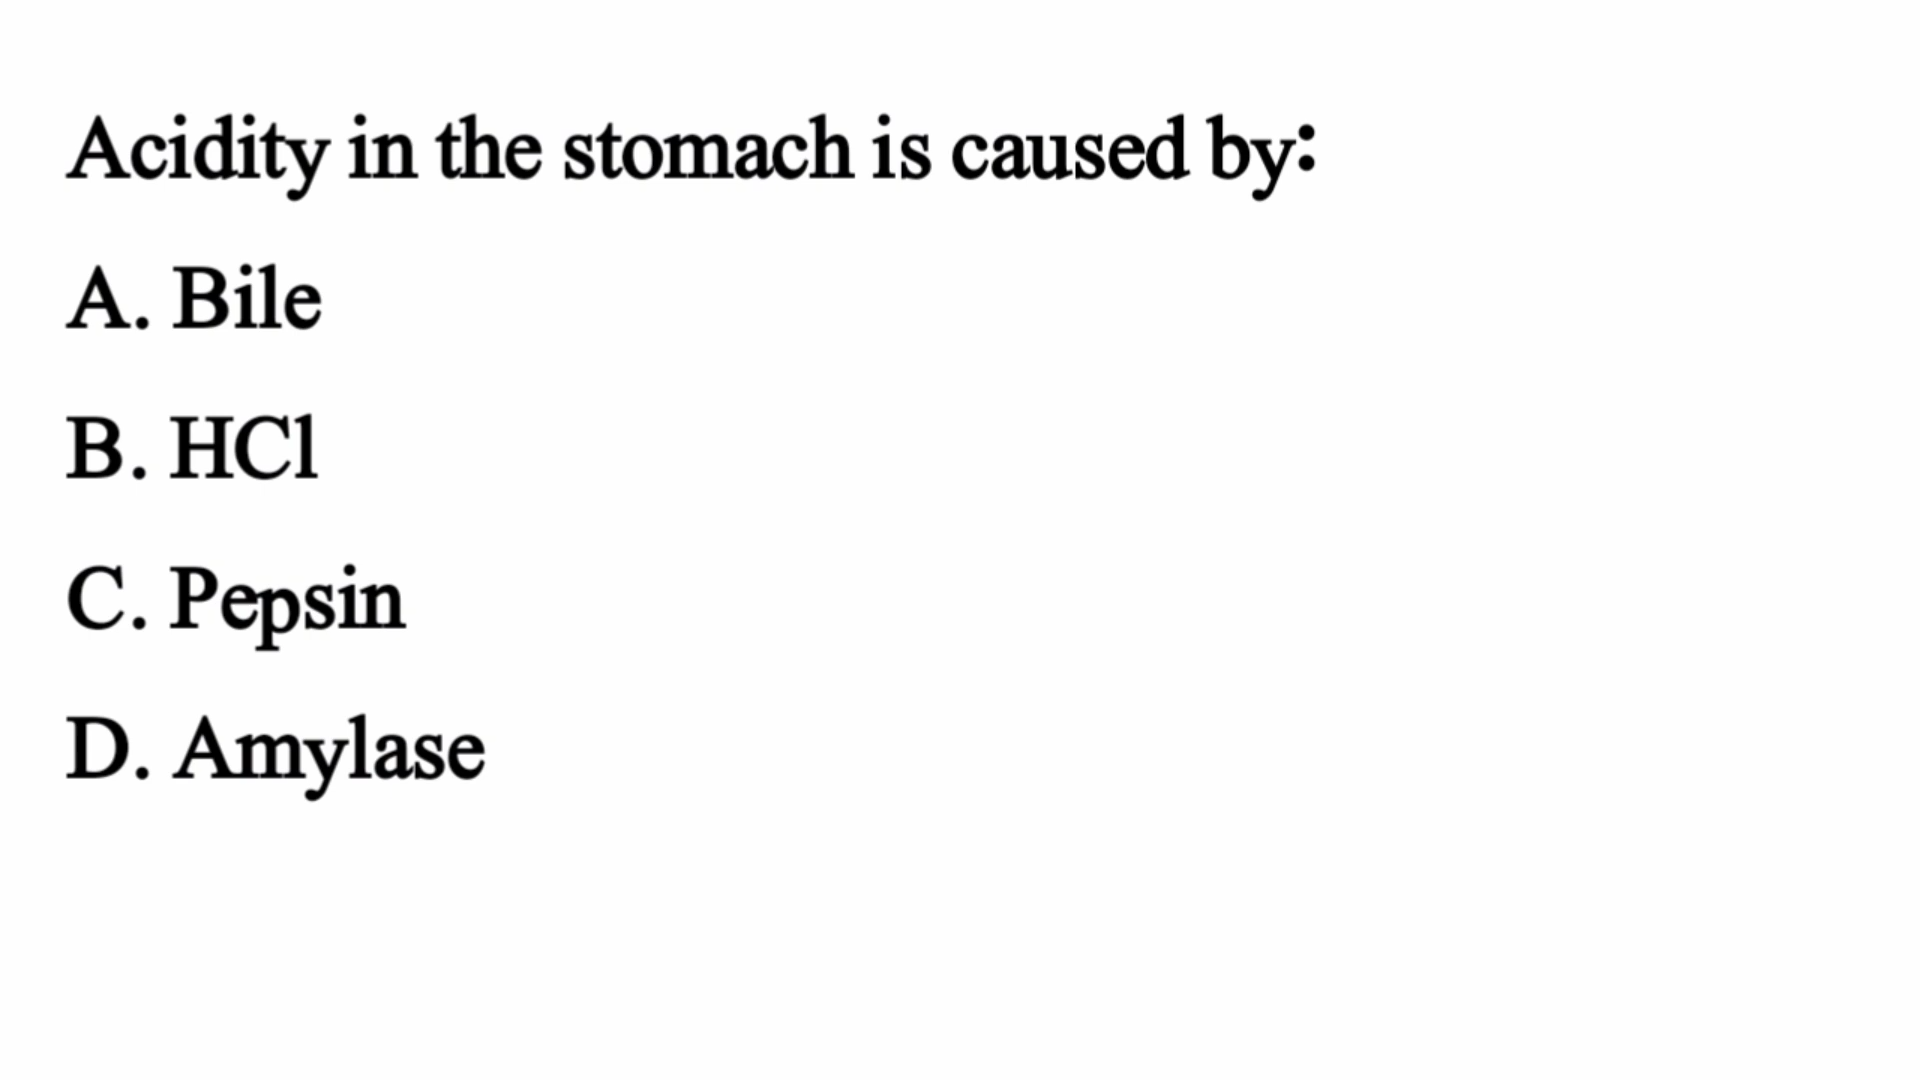 Acidity in the stomach is caused by:
A. Bile
B. HCl
C. Pepsin
D. Amylase